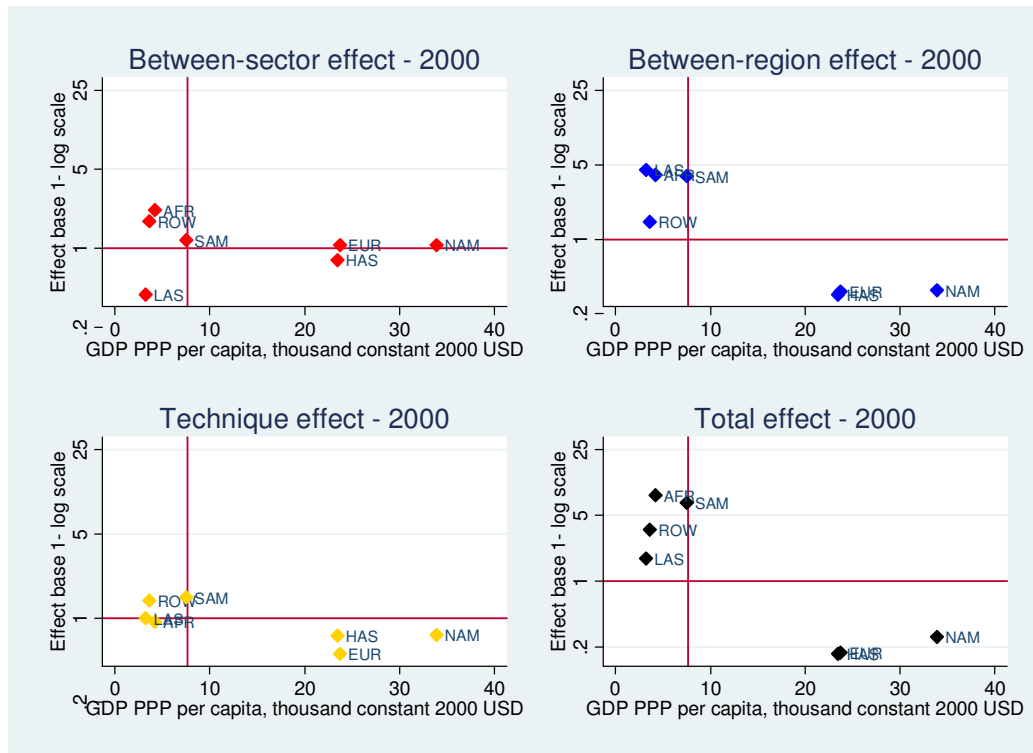 Between-sector effect - 2000
Effect base 1- log scale
25
5
1
.2
AFR
ROW
SAM
LAS
EUR
HAS
NAM
0 10 20 30 40
GDP PPP per capita, thousand constant 2000 USD
Between-region effect - 2000
Effect base 1- log scale
25
5
1
.2
LAS
AFR
SAM
ROW
EUR
HAS
NAM
0 10 20 30 40
GDP PPP per capita, thousand constant 2000 USD
Technique effect - 2000
Effect base 1- log scale
25
5
1
.2
ROW
SAM
LAS
AFR
HAS
NAM
EUR
0 10 20 30 40
GDP PPP per capita, thousand constant 2000 USD
Total effect - 2000
Effect base 1- log scale
25
5
1
.2
AFR
SAM
ROW
LAS
NAM
EUR
HAS
0 10 20 30 40
GDP PPP per capita, thousand constant 2000 USD